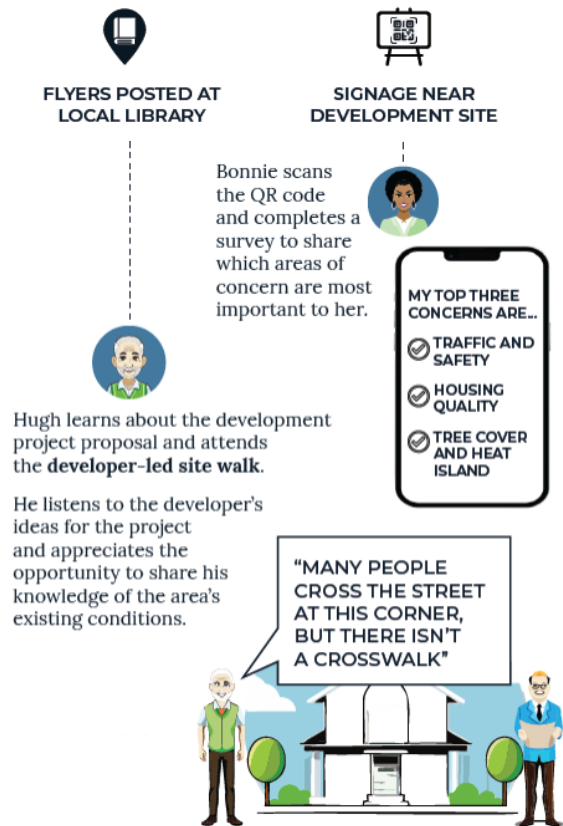 FLYERS POSTED AT
LOCAL LIBRARY
SIGNAGE NEAR
DEVELOPMENT SITE
Bonnie scans
the QR code
and completes a
survey to share
which areas of
concern are most
important to her.
MY TOP THREE
CONCERNS ARE...
TRAFFIC AND
SAFETY
HOUSING
QUALITY
TREE COVER
AND HEAT
ISLAND
Hugh learns about the development
project proposal and attends
the developer-led site walk.
He listens to the developer's
ideas for the project
and appreciates the
opportunity to share his
knowledge of the area's
existing conditions.
“MANY PEOPLE
CROSS THE STREET
AT THIS CORNER,
BUT THERE ISN'T
A CROSSWALK”